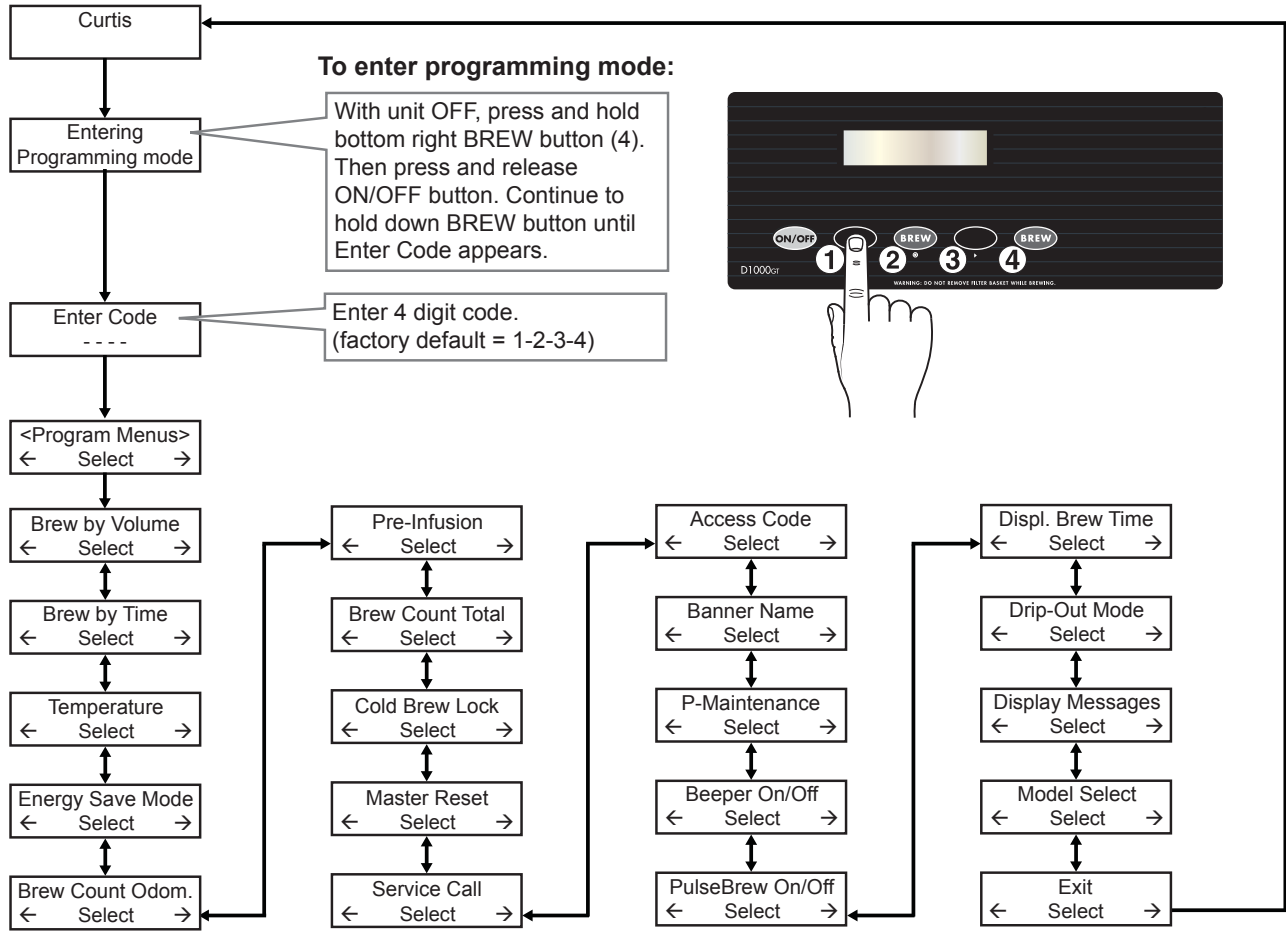 Curtis
To enter programming mode:
Entering
Programming mode
With unit OFF, press and hold
bottom right BREW button (4).
Then press and release
ON/OFF button. Continue to
hold down BREW button until
Enter Code appears.
ON/OFF
BREW
BREW
1
2
3
4
D1000GT
WARNING: DO NOT REMOVE FILTER BASKET WHILE BREWING.
Enter Code
- - - -
Enter 4 digit code.
(factory default = 1-2-3-4)
<Program Menus>
← Select →
Brew by Volume
← Select →
Brew by Time
← Select →
Temperature
← Select →
Energy Save Mode
← Select →
Brew Count Odom.
← Select →
Pre-Infusion
← Select →
Brew Count Total
← Select →
Cold Brew Lock
← Select →
Master Reset
← Select →
Service Call
← Select →
Access Code
← Select →
Banner Name
← Select →
P-Maintenance
← Select →
Beeper On/Off
← Select →
PulseBrew On/Off
← Select →
Displ. Brew Time
← Select →
Drip-Out Mode
← Select →
Display Messages
← Select →
Model Select
← Select →
Exit
← Select →